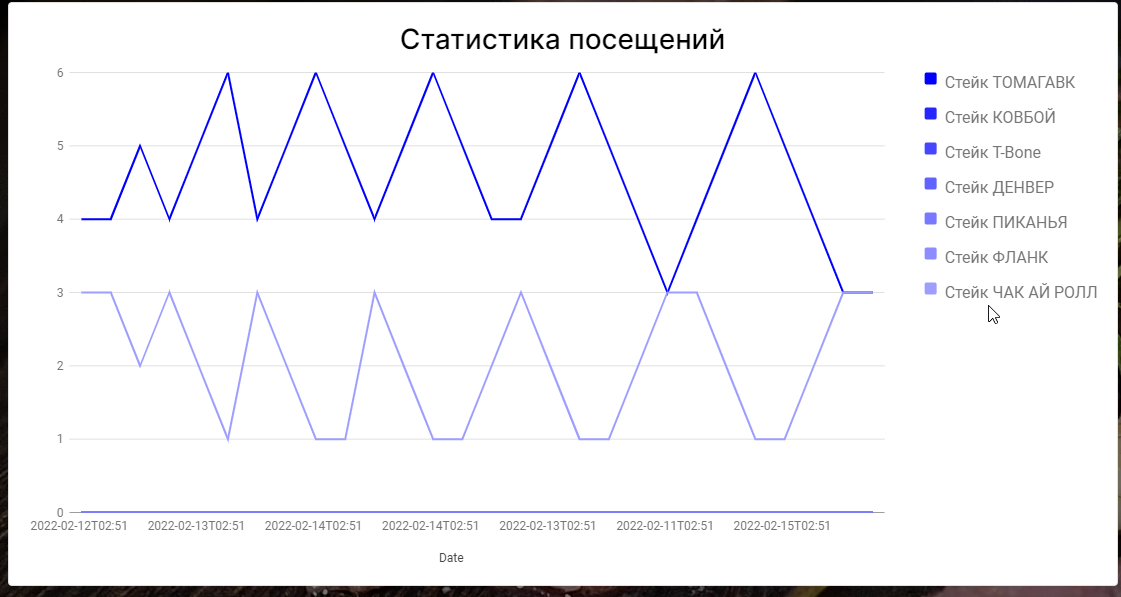 Статистика посещений
6
5
4
3
2
1
0
2022-02-12T02:51 2022-02-13T02:51 2022-02-14T02:51 2022-02-14T02:51 2022-02-13T02:51 2022-02-11T02:51 2022-02-15T02:51
Date
Стейк ТОМАГАВК
Стейк КОВБОЙ
Стейк T-Bone
Стейк ДЕНВЕР
Стейк ПИКАНЬЯ
Стейк ФЛАНК
Стейк ЧАК АЙ РОЛЛ